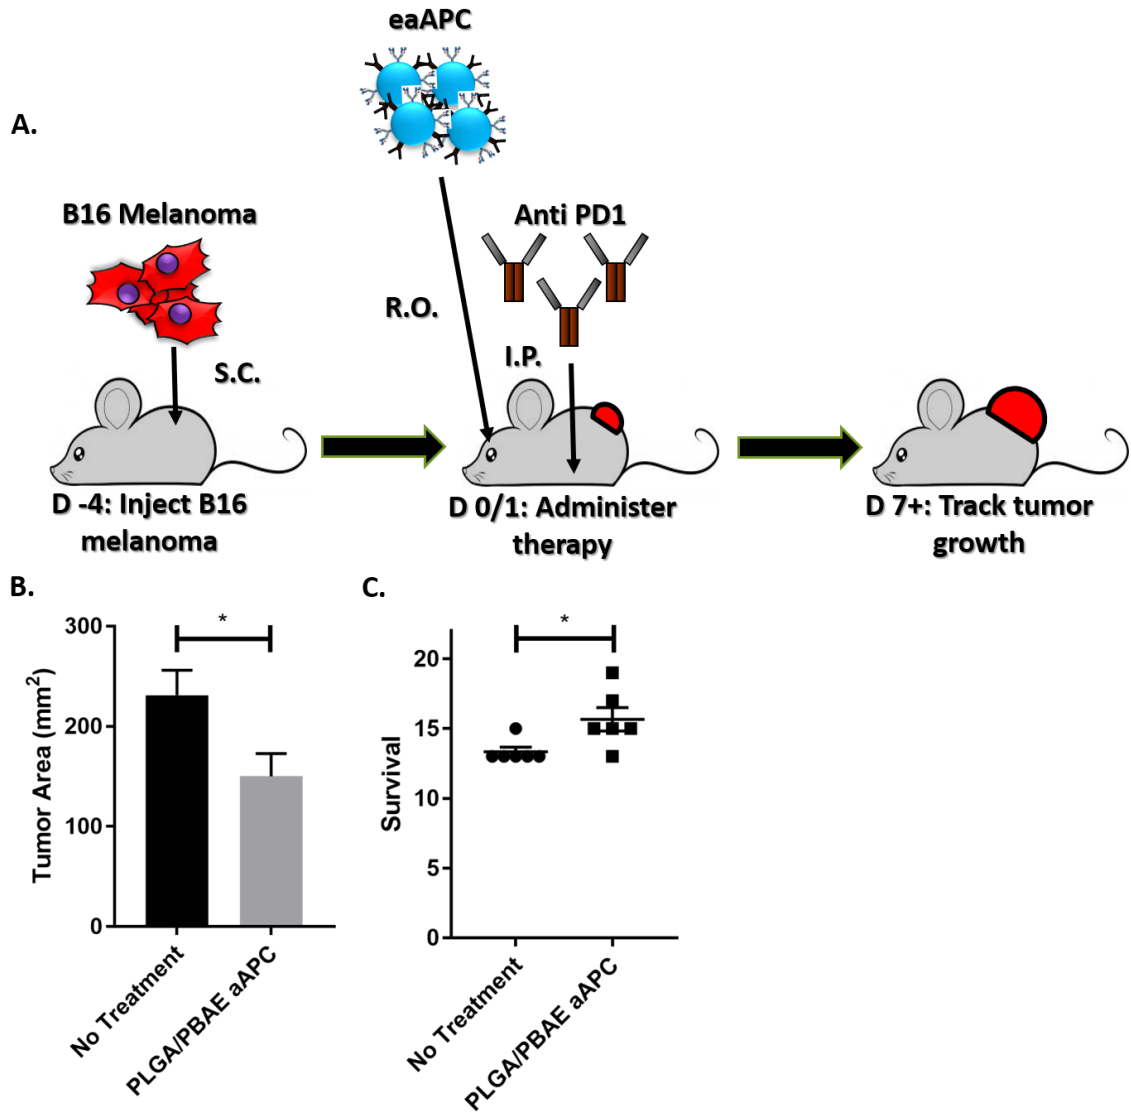 eaAPC
A.
B16 Melanoma
Anti PD1
R.O.
I.P.
S.C.
D -4: Inject B16
melanoma
D 0/1: Administer
therapy
D 7+: Track tumor
growth
B.
Tumor Area (mm²)
300
200
100
0
*
No Treatment
PLGA/PBAE aAPC
C.
Survival
20
15
10
5
0
*
No Treatment
PLGA/PBAE aAPC